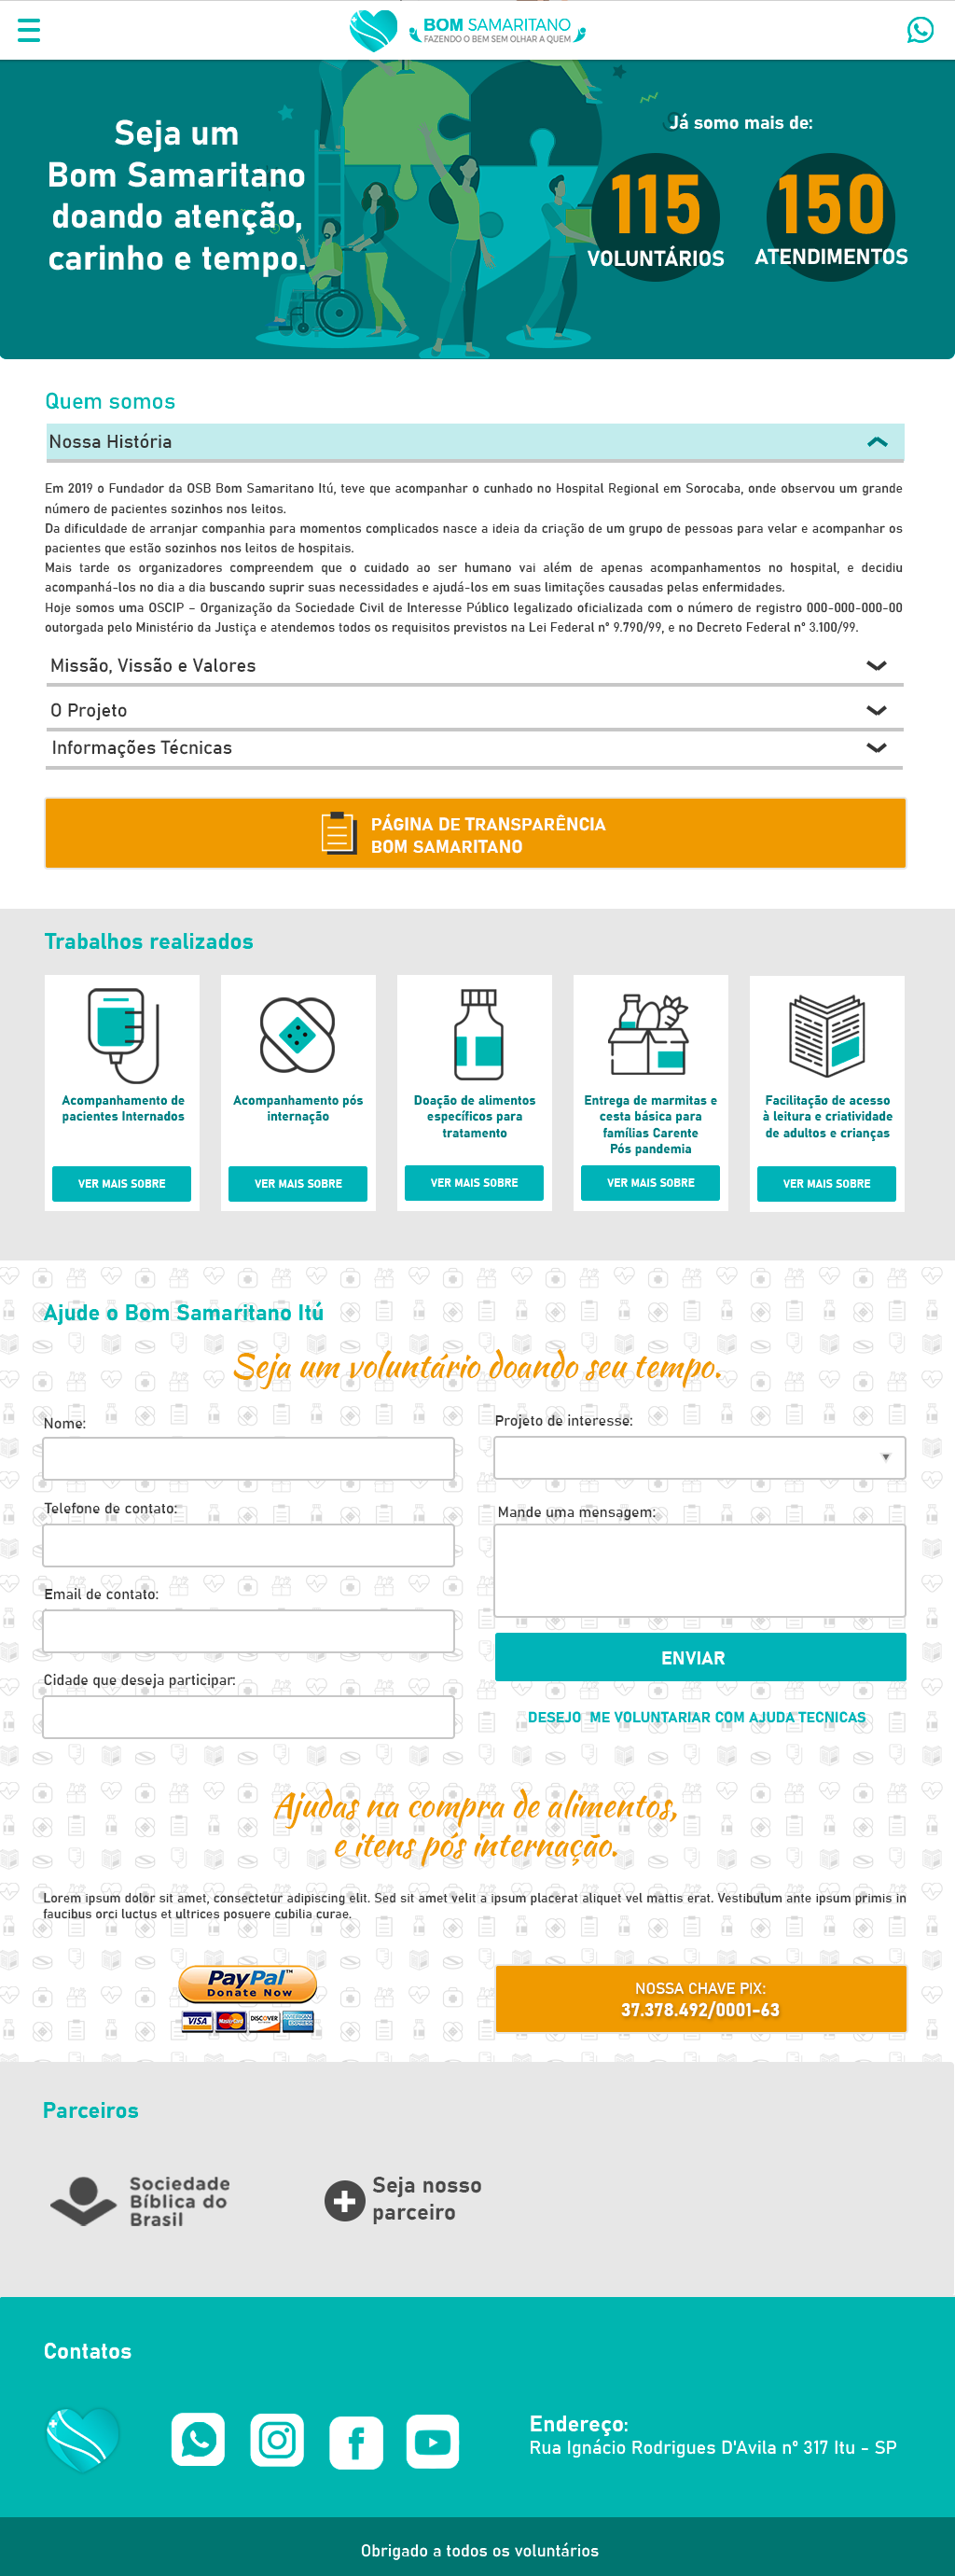 BOM SAMARITANO
FAZENDO O BEM SEM OLHAR A QUEM
Seja um
Bom Samaritano
doando atenção,
carinho e tempo.
Já somo mais de:
115
VOLUNTÁRIOS
150
ATENDIMENTOS
Quem somos
Nossa História
Em 2019 o Fundador da OSB Bom Samaritano Itú, teve que acompanhar o cunhado no Hospital Regional em Sorocaba, onde observou um grande
número de pacientes sozinhos nos leitos.
Da dificuldade de arranjar companhia para momentos complicados nasce a ideia da criação de um grupo de pessoas para velar e acompanhar os
pacientes que estão sozinhos nos leitos de hospitais.
Mais tarde os organizadores compreendem que o cuidado ao ser humano vai além de apenas acompanhamentos no hospital, e decidiu
acompanhá-los no dia a dia buscando suprir suas necessidades e ajudá-los em suas limitações causadas pelas enfermidades.
Hoje somos uma OSCIP – Organização da Sociedade Civil de Interesse Público legalizado oficializada com o número de registro 000-000-000-00
outorgada pelo Ministério da Justiça e atendemos todos os requisitos previstos na Lei Federal nº 9.790/99, e no Decreto Federal nº 3.100/99.
Missão, Vissão e Valores
O Projeto
Informações Técnicas
PÁGINA DE TRANSPARÊNCIA
BOM SAMARITANO
Trabalhos realizados
Acompanhamento de
pacientes Internados
VER MAIS SOBRE
Acompanhamento pós
internação
VER MAIS SOBRE
Doação de alimentos
específicos para
tratamento
VER MAIS SOBRE
Entrega de marmitas e
cesta básica para
famílias Carente
Pós pandemia
VER MAIS SOBRE
Facilitação de acesso
à leitura e criatividade
de adultos e crianças
VER MAIS SOBRE
Ajude o Bom Samaritano Itú
Seja um voluntário doando seu tempo.
Nome:
Telefone de contato:
Email de contato:
Cidade que deseja participar:
Projeto de interesse:
Mande uma mensagem:
ENVIAR
DESEJO ME VOLUNTARIAR COM AJUDA TECNICAS
Ajudas na compra de alimentos,
e itens pós internação.
Lorem ipsum dolor sit amet, consectetur adipiscing elit. Sed sit amet velit a ipsum placerat aliquet vel mattis erat. Vestibulum ante ipsum primis in
faucibus orci luctus et ultrices posuere cubilia curae.
PayPal™
Donate Now
VISA
MasterCard
DISCOVER
NOSSA CHAVE PIX:
37.378.492/0001-63
Parceiros
Sociedade
Bíblica do
Brasil
Seja nosso
parceiro
Contatos
Endereço:
Rua Ignácio Rodrigues D'Avila nº 317 Itu - SP
Obrigado a todos os voluntários